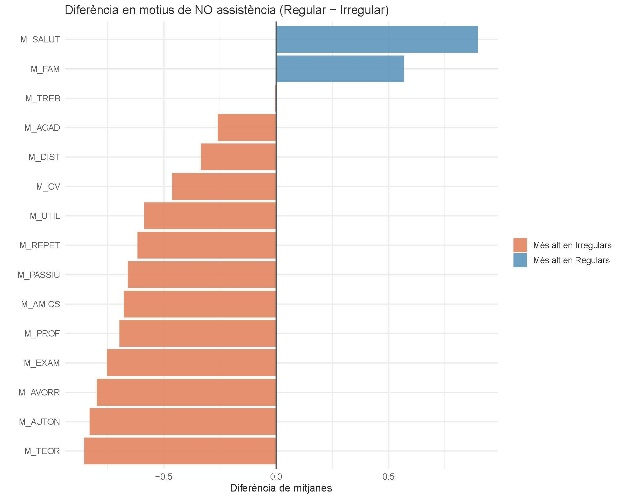 Diferència en motius de NO assistència (Regular − Irregular)
M_SALUT
M_FAM
M_TREB
M_ACAD
M_DIST
M_CV
M_UTIL
M_REPET
M_PASSIU
M_AMICS
M_PROF
M_EXAM
M_AVORR
M_AUTON
M_TEOR
Més alt en Irregulars
Més alt en Regulars
−0.5
0.0
0.5
Diferència de mitjanes